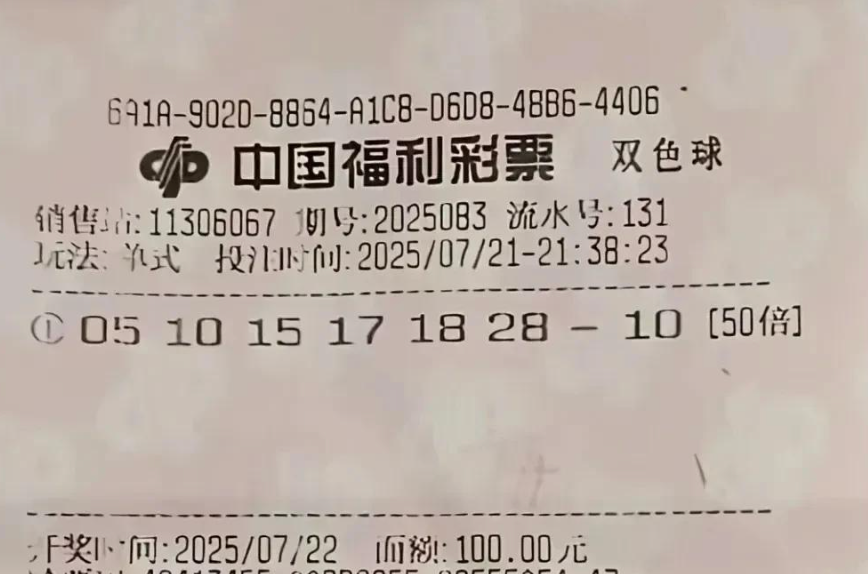 6A1A-902D-8864-A1C8-D6D8-4BB6-4406
中国福利彩票 双色球
销售站:11306067 期号:2025083 流水号:131
玩法:单式 投注时间:2025/07/21-21:38:23
① 05 10 15 17 18 28 - 10 [50倍]
开奖时间:2025/07/22 面额:100.00元